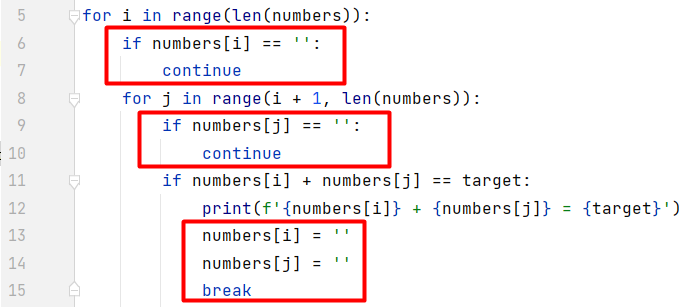 5 for i in range(len(numbers)):
6 if numbers[i] == '':
7 continue
8 for j in range(i + 1, len(numbers)):
9 if numbers[j] == '':
10 continue
11 if numbers[i] + numbers[j] == target:
12 print(f'{numbers[i]} + {numbers[j]} = {target}')
13 numbers[i] = ''
14 numbers[j] = ''
15 break